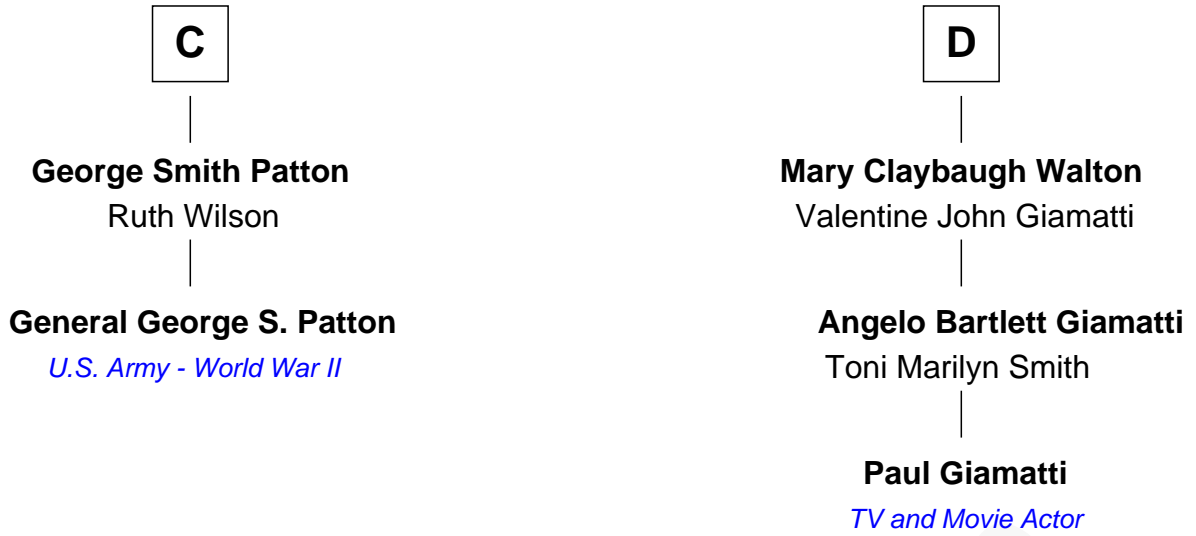 C
George Smith Patton
Ruth Wilson
General George S. Patton
U.S. Army - World War II
D
Mary Claybaugh Walton
Valentine John Giamatti
Angelo Bartlett Giamatti
Toni Marilyn Smith
Paul Giamatti
TV and Movie Actor